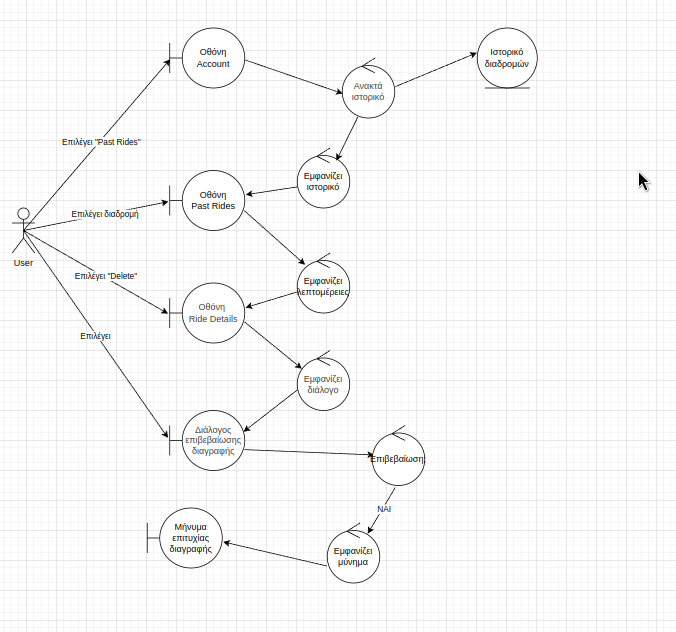 Οθόνη
Account
Ανακτά
ιστορικό
Ιστορικό
διαδρομών
Επιλέγει "Past Rides"
Εμφανίζει
ιστορικό
Οθόνη
Past Rides
Επιλέγει διαδρομή
User
Επιλέγει "Delete"
Εμφανίζει
λεπτομέρειες
Οθόνη
Ride Details
Επιλέγει
Εμφανίζει
διάλογο
Διάλογος
επιβεβαίωσης
διαγραφής
Επιβεβαίωση;
ΝΑΙ
Μήνυμα
επιτυχίας
διαγραφής
Εμφανίζει
μύνημα